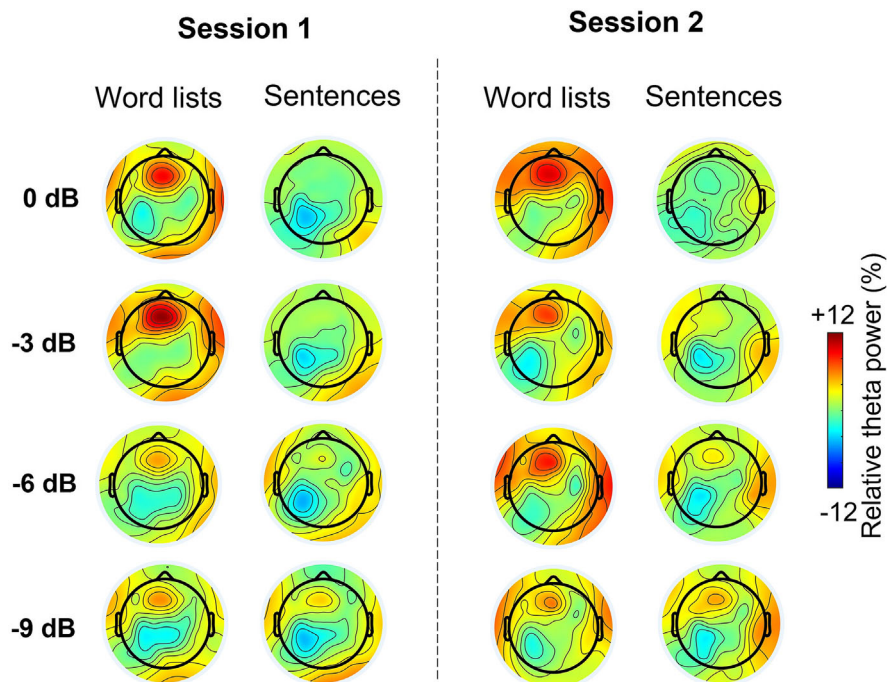 Session 1
Session 2
Word lists
Sentences
Word lists
Sentences
0 dB
-3 dB
-6 dB
-9 dB
+12
-12
Relative theta power (%)